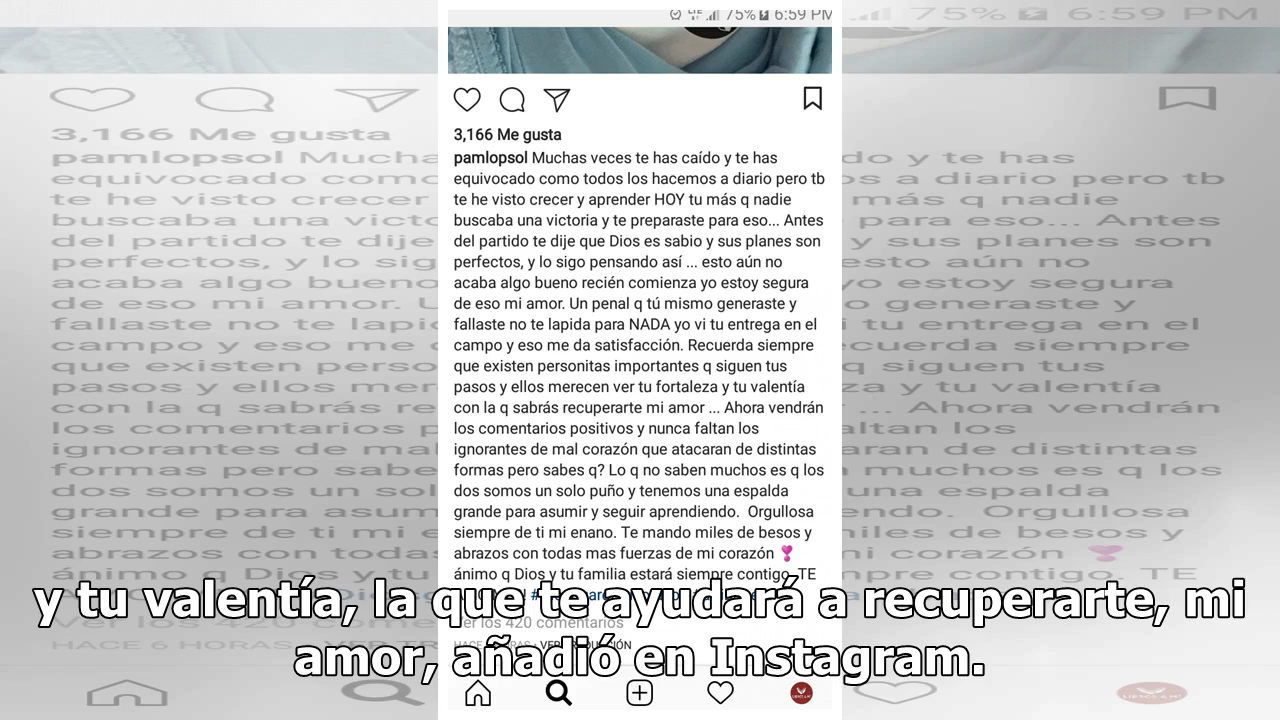 75% 6:59 PM
3,166 Me gusta
pamlopsol Muchas veces te has caído y te has
equivocado como todos los hacemos a diario pero tb
te he visto crecer y aprender HOY tu más q nadie
buscaba una victoria y te preparaste para eso... Antes
del partido te dije que Dios es sabio y sus planes son
perfectos, y lo sigo pensando así ... esto aún no
acaba algo bueno recién comienza yo estoy segura
de eso mi amor. Un penal q tú mismo generaste y
fallaste no te lapida para NADA yo vi tu entrega en el
campo y eso me da satisfacción. Recuerda siempre
que existen personitas importantes q siguen tus
pasos y ellos merecen ver tu fortaleza y tu valentía
con la q sabrás recuperarte mi amor ... Ahora vendrán
los comentarios positivos y nunca faltan los
ignorantes de mal corazón que atacaran de distintas
formas pero sabes q? Lo q no saben muchos es q los
dos somos un solo puño y tenemos una espalda
grande para asumir y seguir aprendiendo. Orgullosa
siempre de ti mi enano. Te mando miles de besos y
abrazos con todas mas fuerzas de mi corazón ❣
ánimo q Dios y tu familia estará siempre contigo. TE
y tu valentía, la que te ayudará a recuperarte, mi
Ver los 420 comentarios
amor, añadió en Instagram.